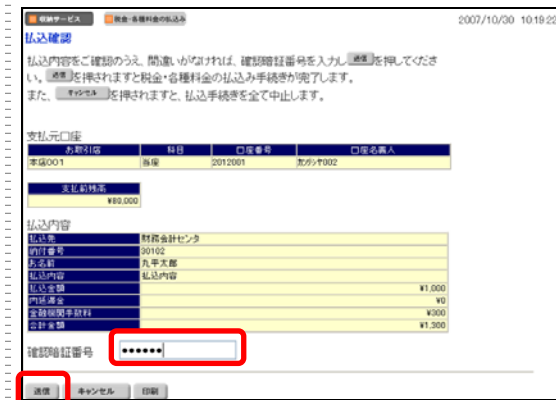 収納サービス 税金・各種料金の払込み 2007/10/30 10:19:22
払込確認
払込内容をご確認のうえ、間違いがなければ、確認暗証番号を入力し 送信 を押してくださ
い。 送信 を押されますと税金・各種料金の払込み手続きが完了します。
また、 キャンセル を押されますと、払込手続きを全て中止します。
支払元口座
お取引店 科目 口座番号 口座名義人
本店001 当座 2012001
支払前残高
¥80,000
払込内容
払込先 財務会計センタ
納付番号 30102
お名前 九平太郎
払込内容 払込内容
払込金額 ¥1,000
内延滞金 ¥0
金融機関手数料 ¥300
合計金額 ¥1,300
確認暗証番号 ••••••
送信 キャンセル 印刷